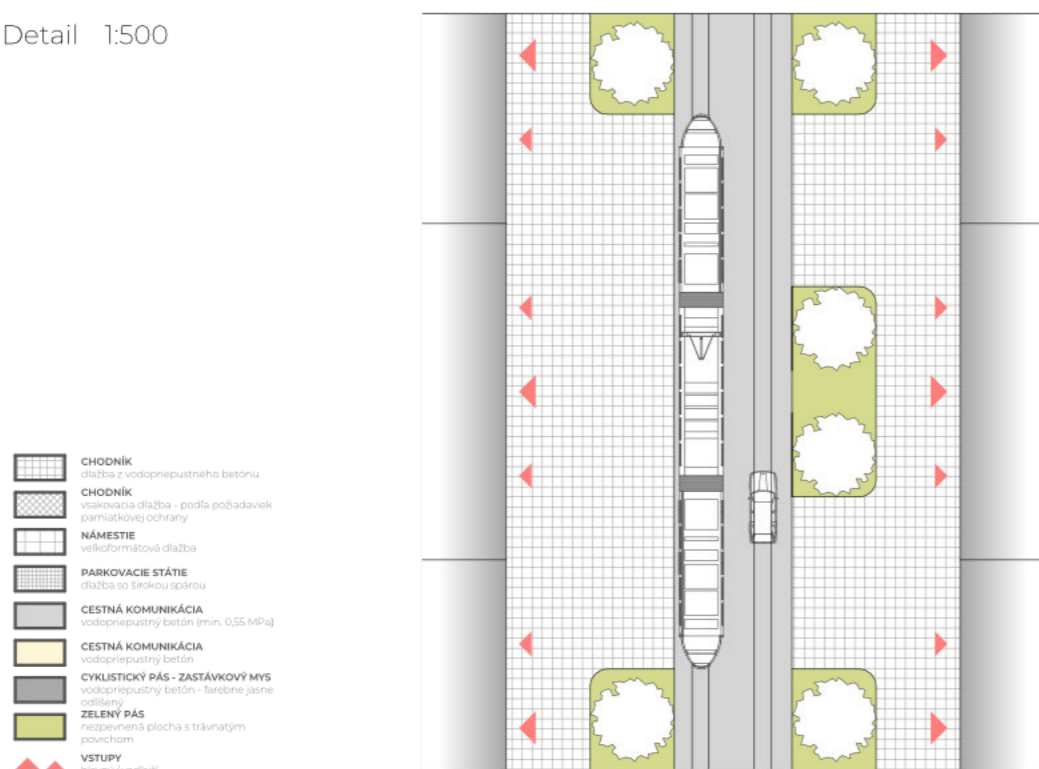 Detail 1:500
CHODNÍK
dlažba z vodopriepustného betónu
CHODNÍK
vsakovacia dlažba - podľa požiadaviek
pamiatkovej ochrany
NÁMESTIE
veľkoformátová dlažba
PARKOVACIE STÁTIE
dlažba so širokou spárou
CESTNÁ KOMUNIKÁCIA
vodopriepustný betón (min. 0,55 MPa)
CESTNÁ KOMUNIKÁCIA
vodopriepustný betón
CYKLISTICKÝ PÁS - ZASTÁVKOVÝ MYS
vodopriepustný betón - farebne jasne
odlíšený
ZELENÝ PÁS
nezpevnená plocha s trávnatým
povrchom
VSTUPY